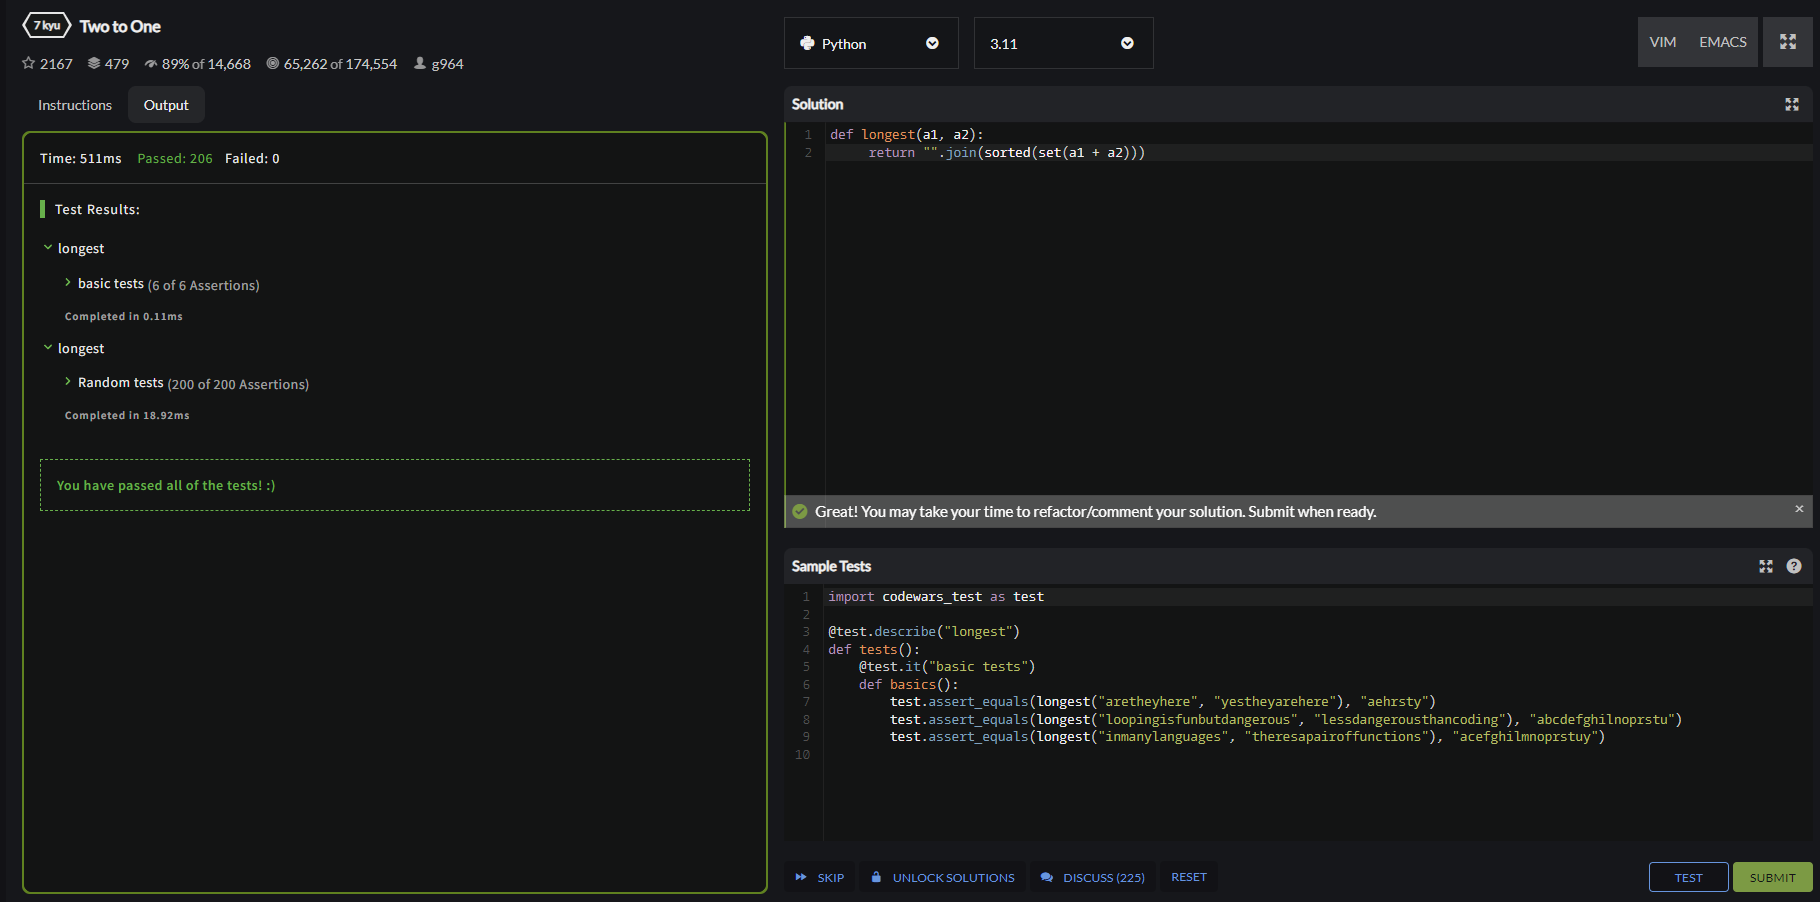 7 kyu Two to One
2167 479 89% of 14,668 65,262 of 174,554 g964
Instructions Output
Time: 511ms Passed: 206 Failed: 0
Test Results:
longest
basic tests (6 of 6 Assertions)
Completed in 0.11ms
longest
Random tests (200 of 200 Assertions)
Completed in 18.92ms
You have passed all of the tests! :)
Python 3.11 VIM EMACS
Solution
1 def longest(a1, a2):
2 return "".join(sorted(set(a1 + a2)))
Great! You may take your time to refactor/comment your solution. Submit when ready. ×
Sample Tests ?
1 import codewars_test as test
2
3 @test.describe("longest")
4 def tests():
5 @test.it("basic tests")
6 def basics():
7 test.assert_equals(longest("aretheyhere", "yestheyarehere"), "aehrsty")
8 test.assert_equals(longest("loopingisfunbutdangerous", "lessdangerousthancoding"), "abcdefghilnoprstu")
9 test.assert_equals(longest("inmanylanguages", "theresapairoffunctions"), "acefghilmnoprstuy")
10
SKIP UNLOCK SOLUTIONS DISCUSS (225) RESET TEST SUBMIT